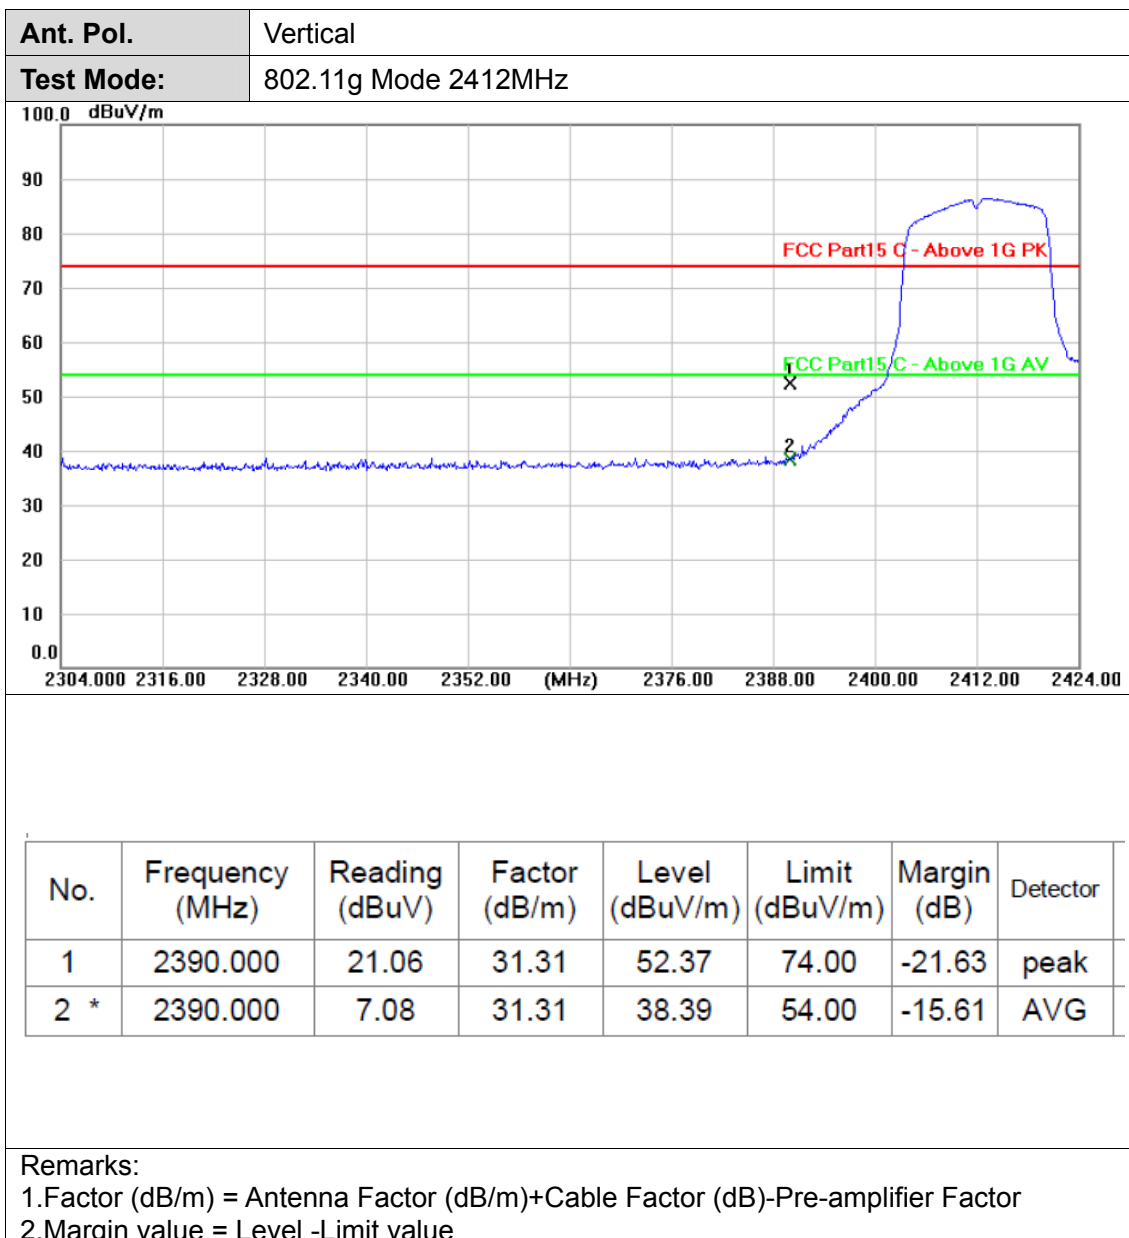 Ant. Pol. Vertical
Test Mode: 802.11g Mode 2412MHz
100.0 dBuV/m
90
80
FCC Part15 C - Above 1G PK
70
60
FCC Part15 C - Above 1G AV
1
50
40
2
30
20
10
0.0
2304.000 2316.00 2328.00 2340.00 2352.00 (MHz) 2376.00 2388.00 2400.00 2412.00 2424.00
No. Frequency (MHz) Reading (dBuV) Factor (dB/m) Level (dBuV/m) Limit (dBuV/m) Margin (dB) Detector
1 2390.000 21.06 31.31 52.37 74.00 -21.63 peak
2 * 2390.000 7.08 31.31 38.39 54.00 -15.61 AVG
Remarks:
1.Factor (dB/m) = Antenna Factor (dB/m)+Cable Factor (dB)-Pre-amplifier Factor
2.Margin value = Level -Limit value